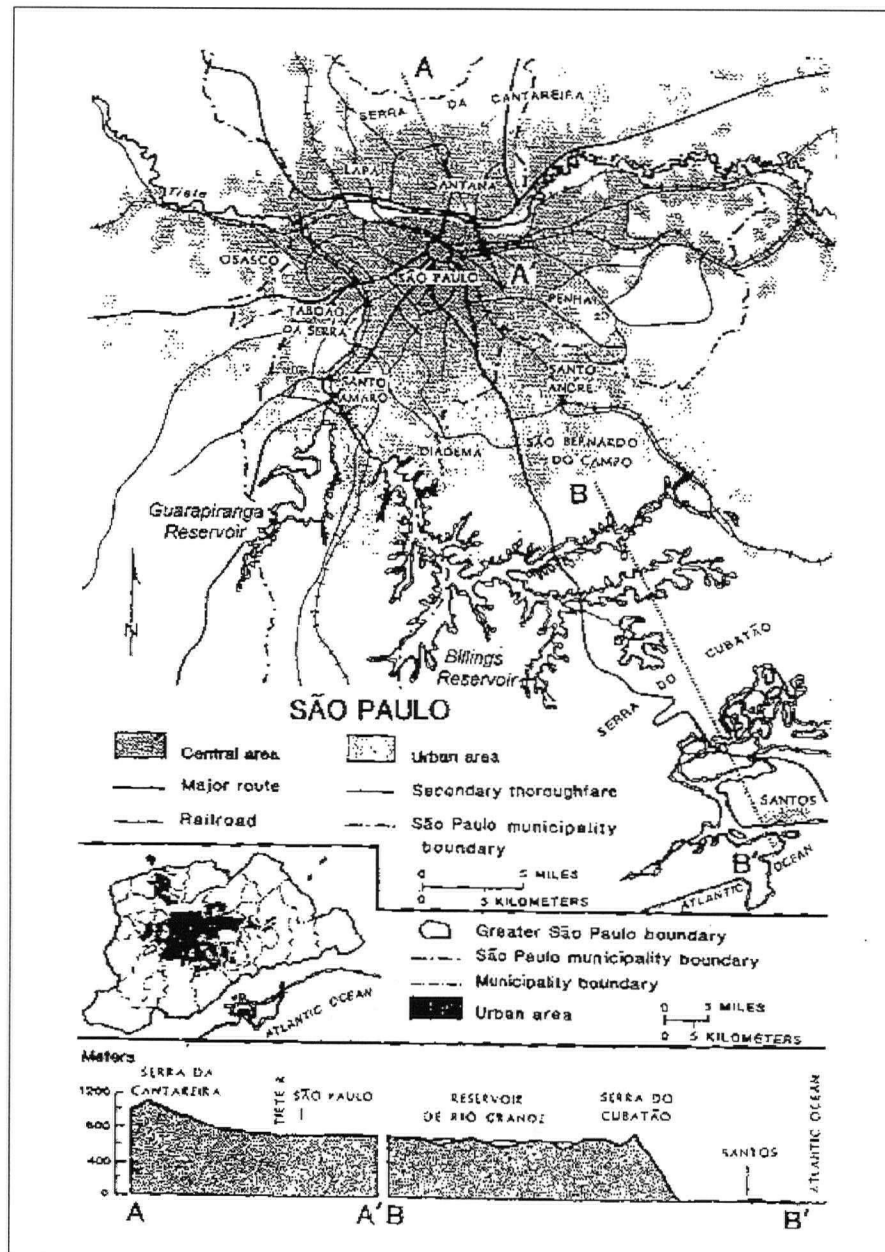 A
SERRA DA CANTAREIRA
LAPA
SANTANA
Tiete
OSASCO
SÃO PAULO
A'
PENHA
TABOÃO
DA SERRA
SANTO
AMARO
SANTO
ANDRE
DIADEMA
SÃO BERNARDO
DO CAMPO
B
Guarapiranga
Reservoir
N
Billings
Reservoir
SERRA DO CUBATÃO
SÃO PAULO
Central area
Urban area
Major route
Secondary thoroughfare
Railroad
São Paulo municipality
boundary
SANTOS
B'
ATLANTIC OCEAN
0 5 MILES
0 5 KILOMETERS
Greater São Paulo boundary
São Paulo municipality boundary
Municipality boundary
Urban area
0 5 MILES
0 5 KILOMETERS
ATLANTIC OCEAN
Meters
SERRA DA
CANTAREIRA
TIETE R
SÃO PAULO
RESERVOIR
DE RIO GRANDE
SERRA DO
CUBATÃO
SANTOS
ATLANTIC OCEAN
1200
800
400
0
A
A'
B
B'